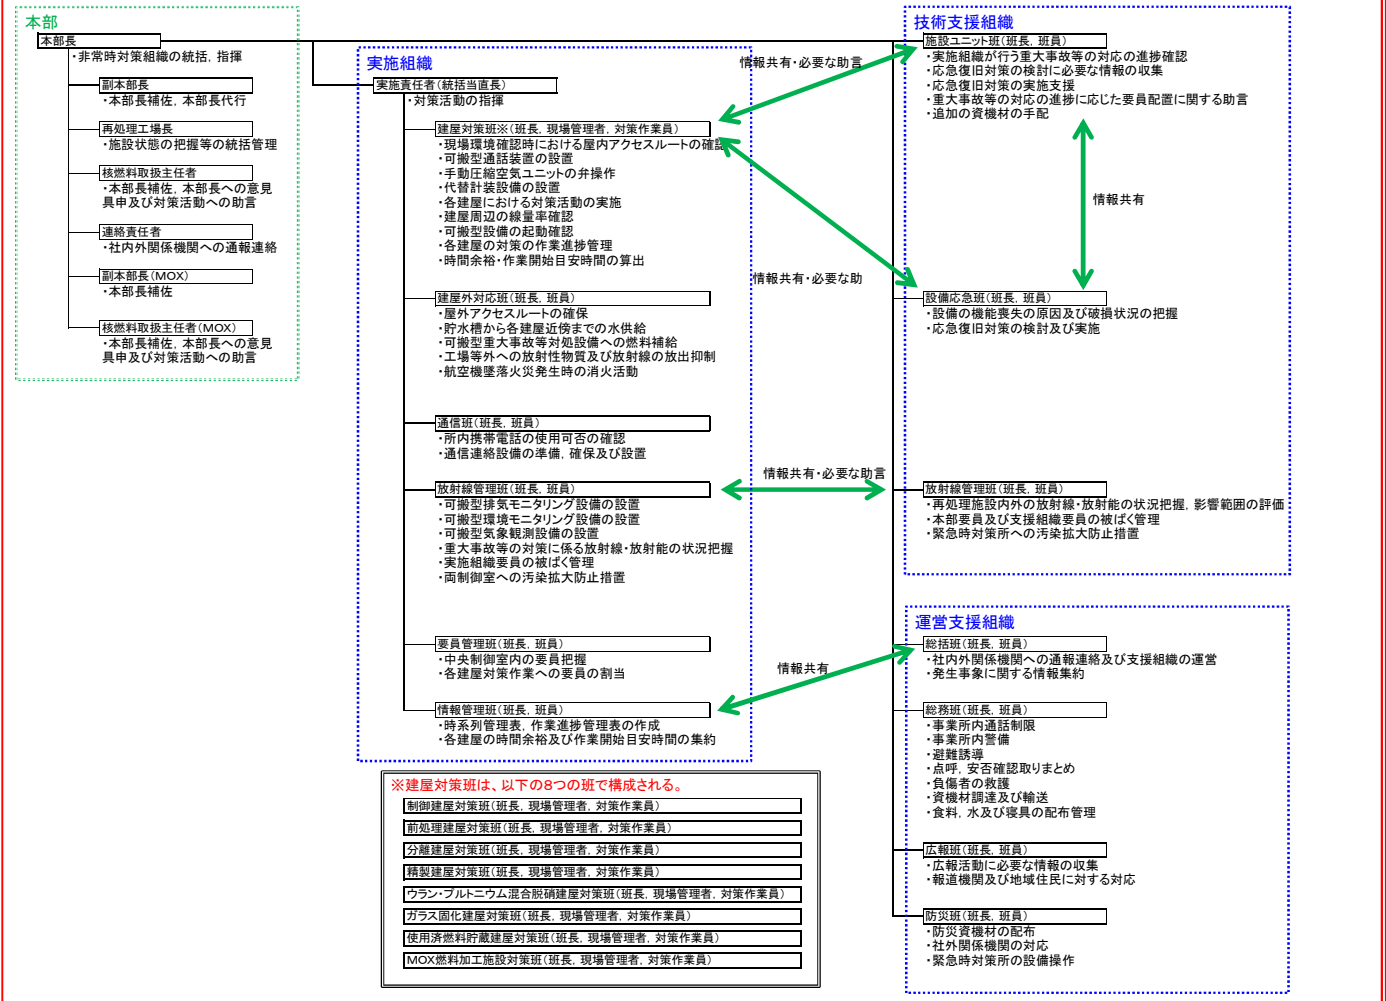 本部
本部長
・非常時対策組織の統括，指揮
副本部長
・本部長補佐，本部長代行
再処理工場長
・施設状態の把握等の統括管理
核燃料取扱主任者
・本部長補佐，本部長への意見
具申及び対策活動への助言
連絡責任者
・社内外関係機関への通報連絡
副本部長（MOX）
・本部長補佐
核燃料取扱主任者（MOX）
・本部長補佐，本部長への意見
具申及び対策活動への助言
実施組織
実施責任者（統括当直長）
・対策活動の指揮
建屋対策班※（班長，現場管理者，対策作業員）
・現場環境確認時における屋内アクセスルートの確認
・可搬型通話装置の設置
・手動圧縮空気ユニットの弁操作
・代替計装設備の設置
・各建屋における対策活動の実施
・建屋周辺の線量率確認
・可搬型設備の起動確認
・各建屋の対策の作業進捗管理
・時間余裕・作業開始目安時間の算出
建屋外対応班（班長，班員）
・屋外アクセスルートの確保
・貯水槽から各建屋近傍までの水供給
・可搬型重大事故等対処設備への燃料補給
・工場等外への放射性物質及び放射線の放出抑制
・航空機墜落火災発生時の消火活動
通信班（班長，班員）
・所内携帯電話の使用可否の確認
・通信連絡設備の準備，確保及び設置
放射線管理班（班長，班員）
・可搬型排気モニタリング設備の設置
・可搬型環境モニタリング設備の設置
・可搬型気象観測設備の設置
・重大事故等の対策に係る放射線・放射能の状況把握
・実施組織要員の被ばく管理
・両制御室への汚染拡大防止措置
要員管理班（班長，班員）
・中央制御室内の要員把握
・各建屋対策作業への要員の割当
情報管理班（班長，班員）
・時系列管理表，作業進捗管理表の作成
・各建屋の時間余裕及び作業開始目安時間の集約
※建屋対策班は、以下の8つの班で構成される。
制御建屋対策班（班長，現場管理者，対策作業員）
前処理建屋対策班（班長，現場管理者，対策作業員）
分離建屋対策班（班長，現場管理者，対策作業員）
精製建屋対策班（班長，現場管理者，対策作業員）
ウラン・プルトニウム混合脱硝建屋対策班（班長，現場管理者，対策作業員）
ガラス固化建屋対策班（班長，現場管理者，対策作業員）
使用済燃料貯蔵建屋対策班（班長，現場管理者，対策作業員）
MOX燃料加工施設対策班（班長，現場管理者，対策作業員）
情報共有・必要な助言
情報共有・必要な助
情報共有・必要な助言
情報共有
技術支援組織
施設ユニット班（班長，班員）
・実施組織が行う重大事故等の対応の進捗確認
・応急復旧対策の検討に必要な情報の収集
・応急復旧対策の実施支援
・重大事故等の対応の進捗に応じた要員配置に関する助言
・追加の資機材の手配
情報共有
設備応急班（班長，班員）
・設備の機能喪失の原因及び破損状況の把握
・応急復旧対策の検討及び実施
放射線管理班（班長，班員）
・再処理施設内外の放射線・放射能の状況把握，影響範囲の評価
・本部要員及び支援組織要員の被ばく管理
・緊急時対策所への汚染拡大防止措置
運営支援組織
総括班（班長，班員）
・社内外関係機関への通報連絡及び支援組織の運営
・発生事象に関する情報集約
総務班（班長，班員）
・事業所内通話制限
・事業所内警備
・避難誘導
・点呼，安否確認取りまとめ
・負傷者の救護
・資機材調達及び輸送
・食料，水及び寝具の配布管理
広報班（班長，班員）
・広報活動に必要な情報の収集
・報道機関及び地域住民に対する対応
防災班（班長，班員）
・防災資機材の配布
・社外関係機関の対応
・緊急時対策所の設備操作